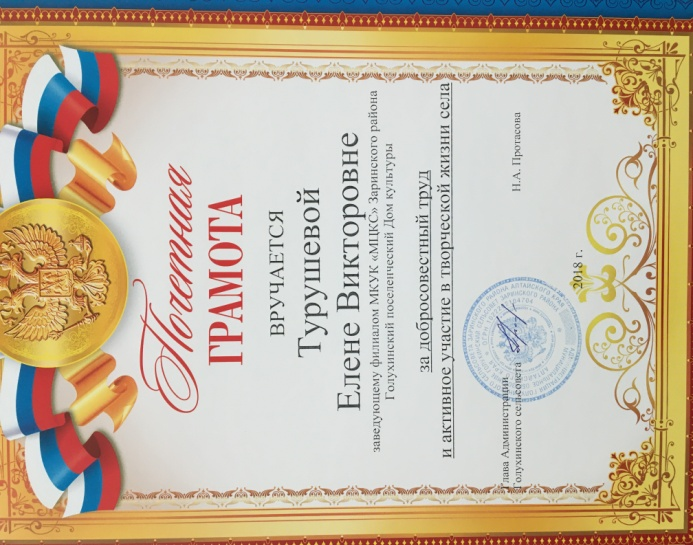 Почетная
ГРАМОТА
ВРУЧАЕТСЯ
Турушевой
Елене Викторовне
заведующему филиалом МКУК «МЦКС» Заринского района
Голухинский поселенческий Дом культуры
за добросовестный труд
и активное участие в творческой жизни села
Глава Администрации
Голухинского сельсовета
Н.А. Протасова
2018 г.